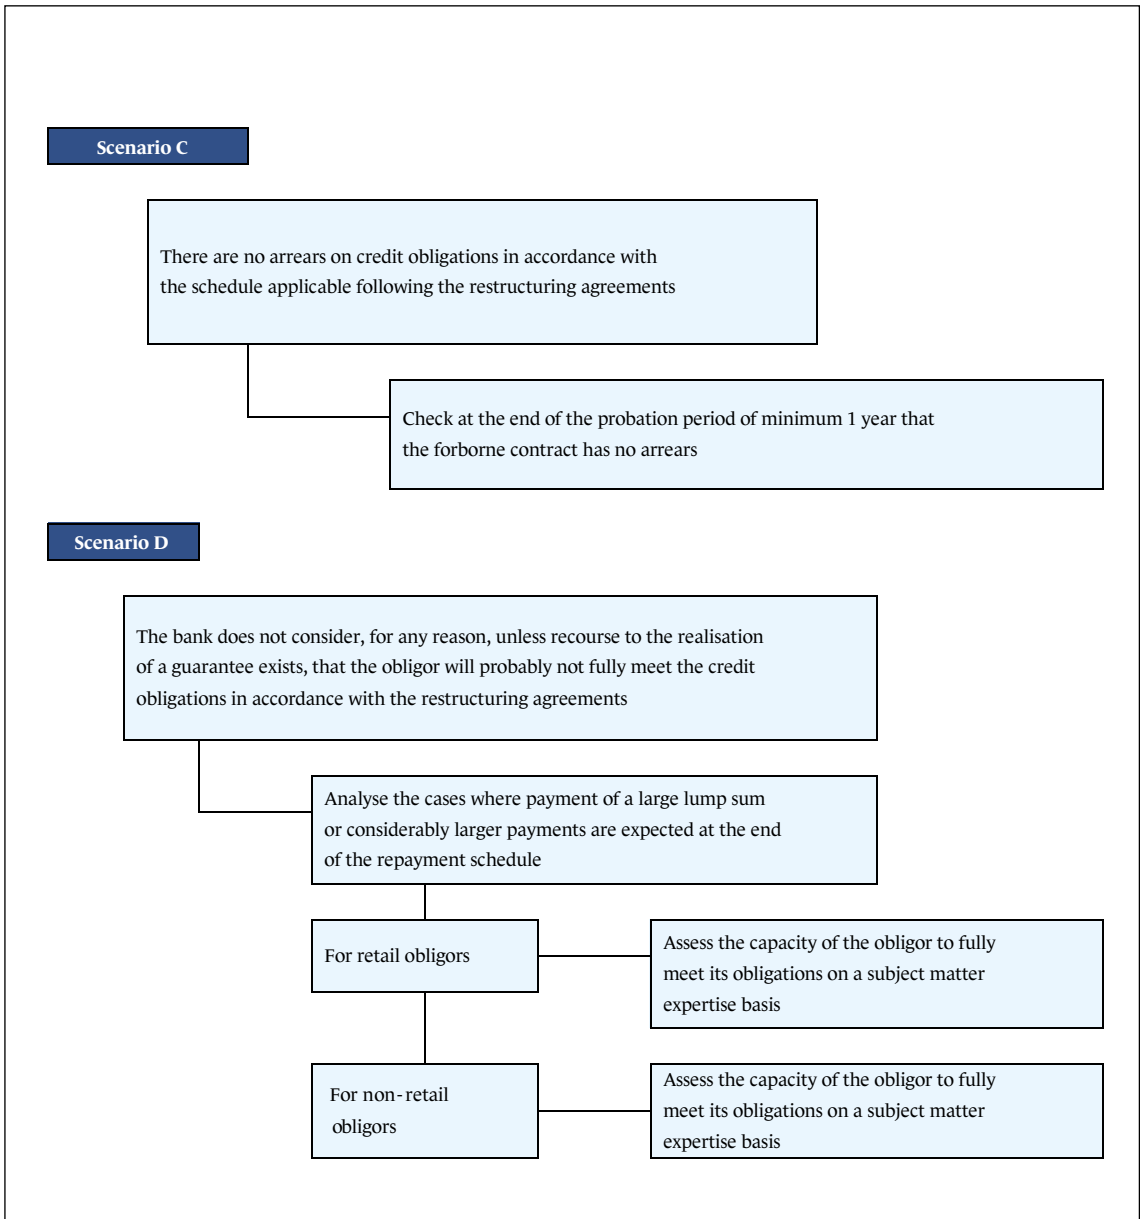 Scenario C
There are no arrears on credit obligations in accordance with
the schedule applicable following the restructuring agreements
Check at the end of the probation period of minimum 1 year that
the forborne contract has no arrears
Scenario D
The bank does not consider, for any reason, unless recourse to the realisation
of a guarantee exists, that the obligor will probably not fully meet the credit
obligations in accordance with the restructuring agreements
Analyse the cases where payment of a large lump sum
or considerably larger payments are expected at the end
of the repayment schedule
For retail obligors
Assess the capacity of the obligor to fully
meet its obligations on a subject matter
expertise basis
For non-retail
obligors
Assess the capacity of the obligor to fully
meet its obligations on a subject matter
expertise basis